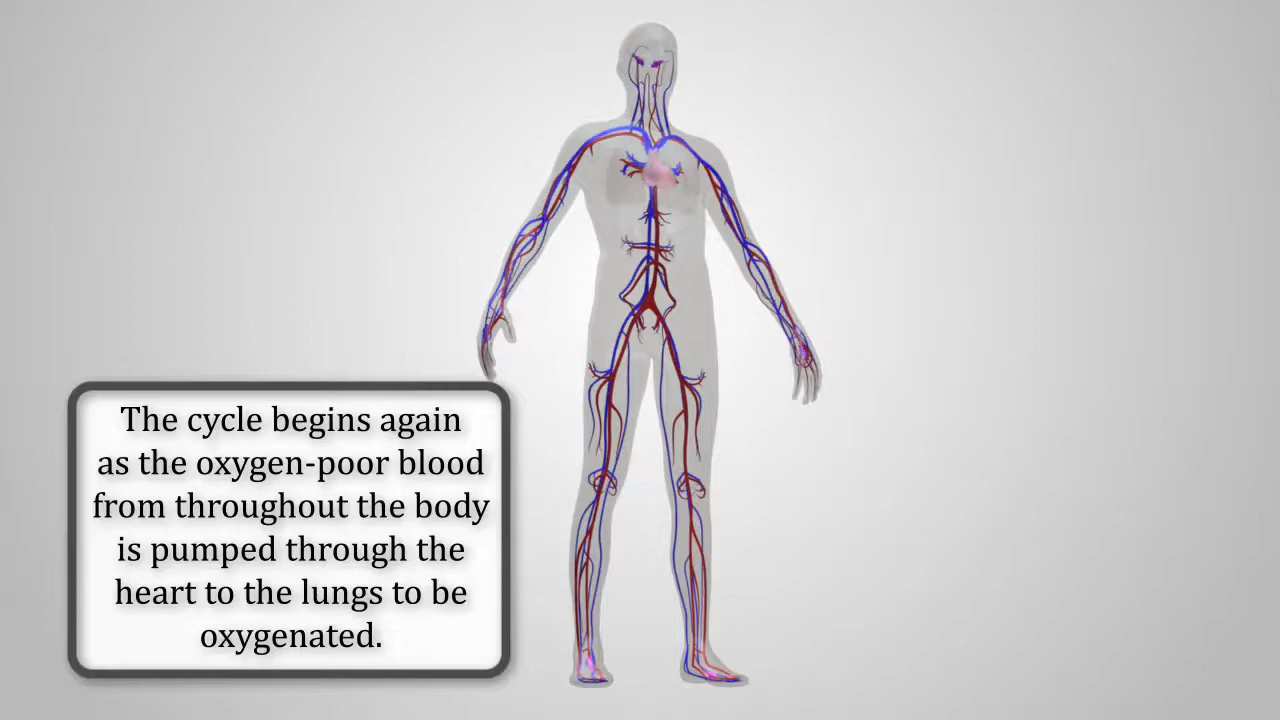 The cycle begins again
as the oxygen-poor blood
from throughout the body
is pumped through the
heart to the lungs to be
oxygenated.